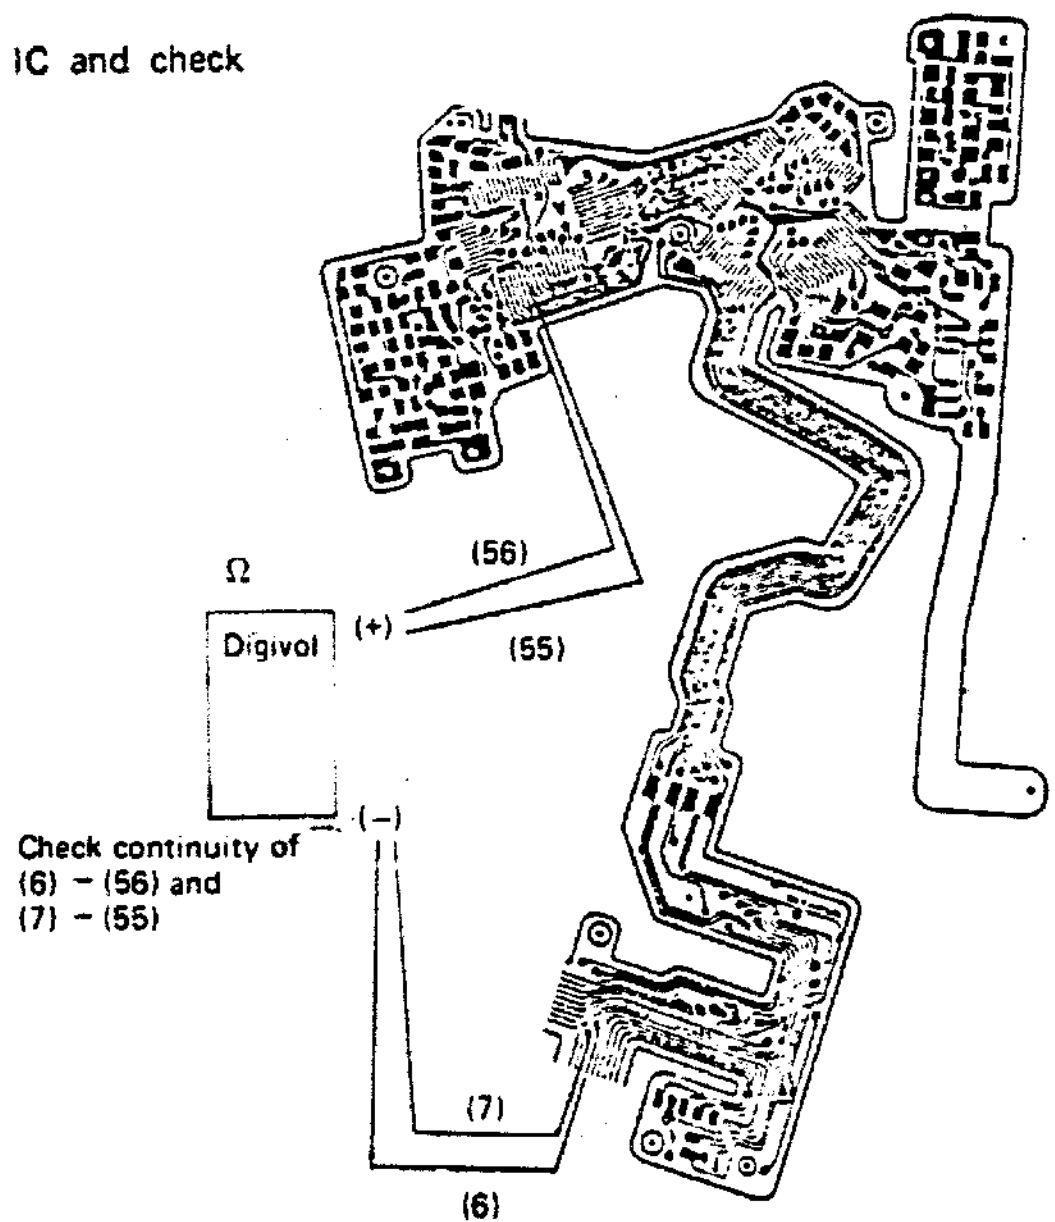 IC and check
(56)
Ω
(+)
Digivol
(55)
(−)
Check continuity of
(6) − (56) and
(7) − (55)
(7)
(6)